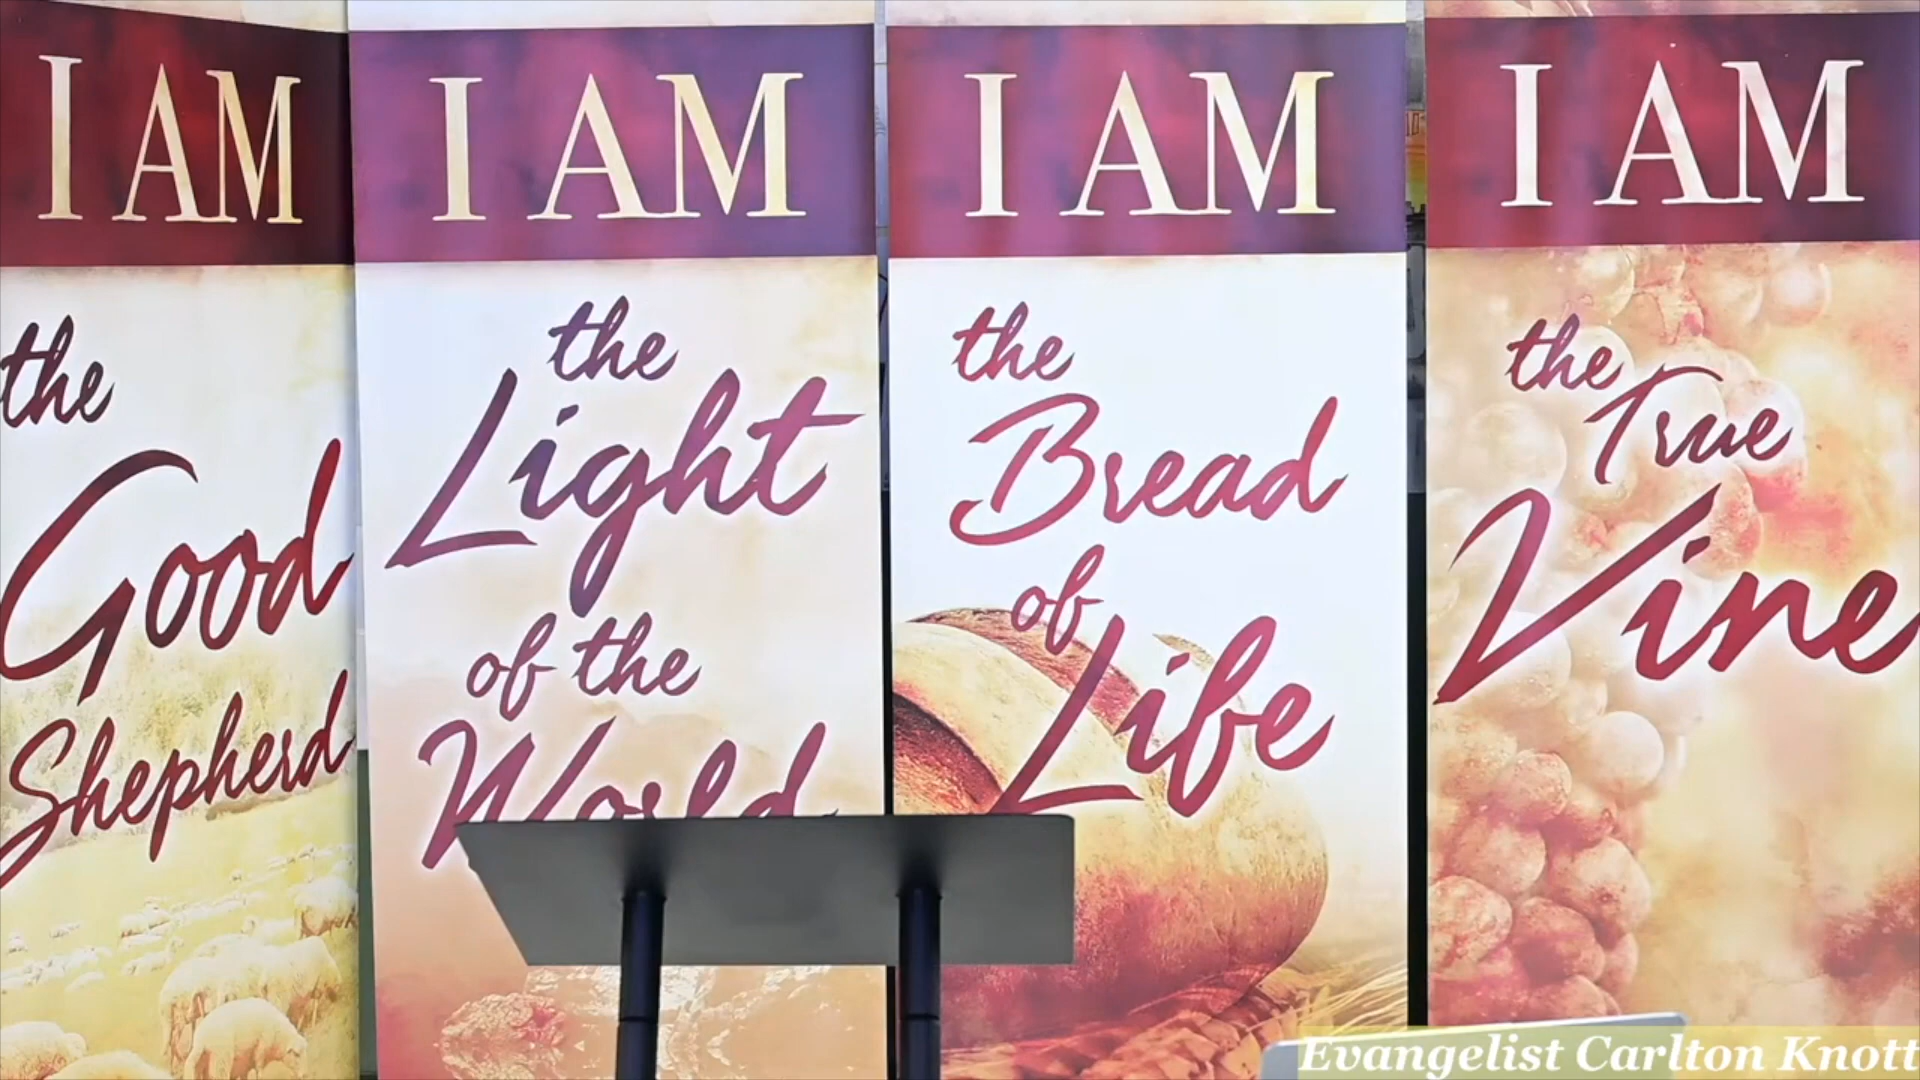 I AM
the
Good
Shepherd
I AM
the
Light
of the
World
I AM
the
Bread
of
Life
I AM
the
True
Vine
Evangelist Carlton Knott